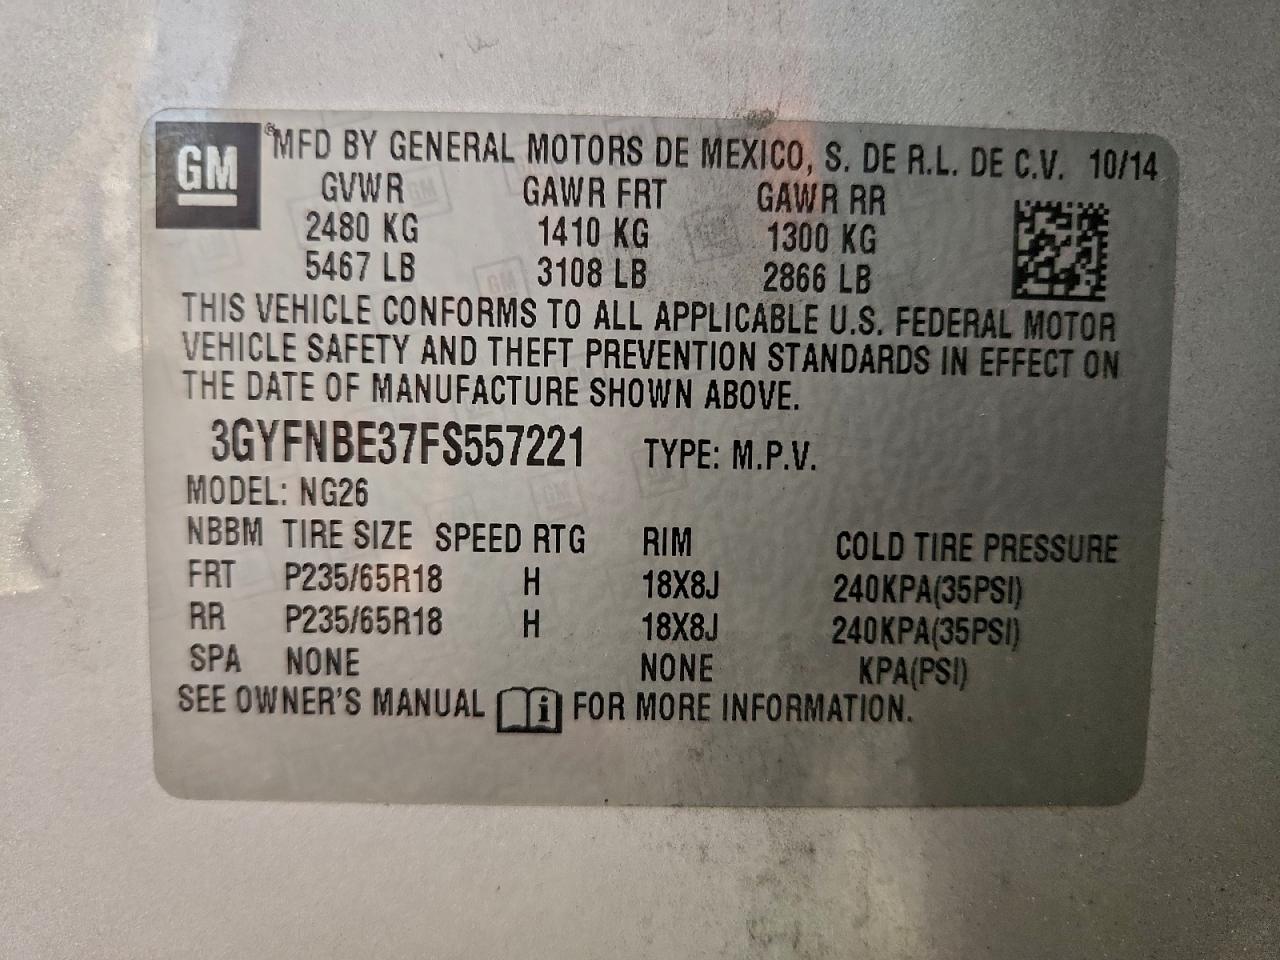 GM ® MFD BY GENERAL MOTORS DE MEXICO, S. DE R.L. DE C.V. 10/14
GVWR GAWR FRT GAWR RR
2480 KG 1410 KG 1300 KG
5467 LB 3108 LB 2866 LB
THIS VEHICLE CONFORMS TO ALL APPLICABLE U.S. FEDERAL MOTOR
VEHICLE SAFETY AND THEFT PREVENTION STANDARDS IN EFFECT ON
THE DATE OF MANUFACTURE SHOWN ABOVE.
3GYFNBE37FS557221 TYPE: M.P.V.
MODEL: NG26
NBBM TIRE SIZE SPEED RTG RIM COLD TIRE PRESSURE
FRT P235/65R18 H 18X8J 240KPA(35PSI)
RR P235/65R18 H 18X8J 240KPA(35PSI)
SPA NONE NONE KPA(PSI)
SEE OWNER'S MANUAL i FOR MORE INFORMATION.